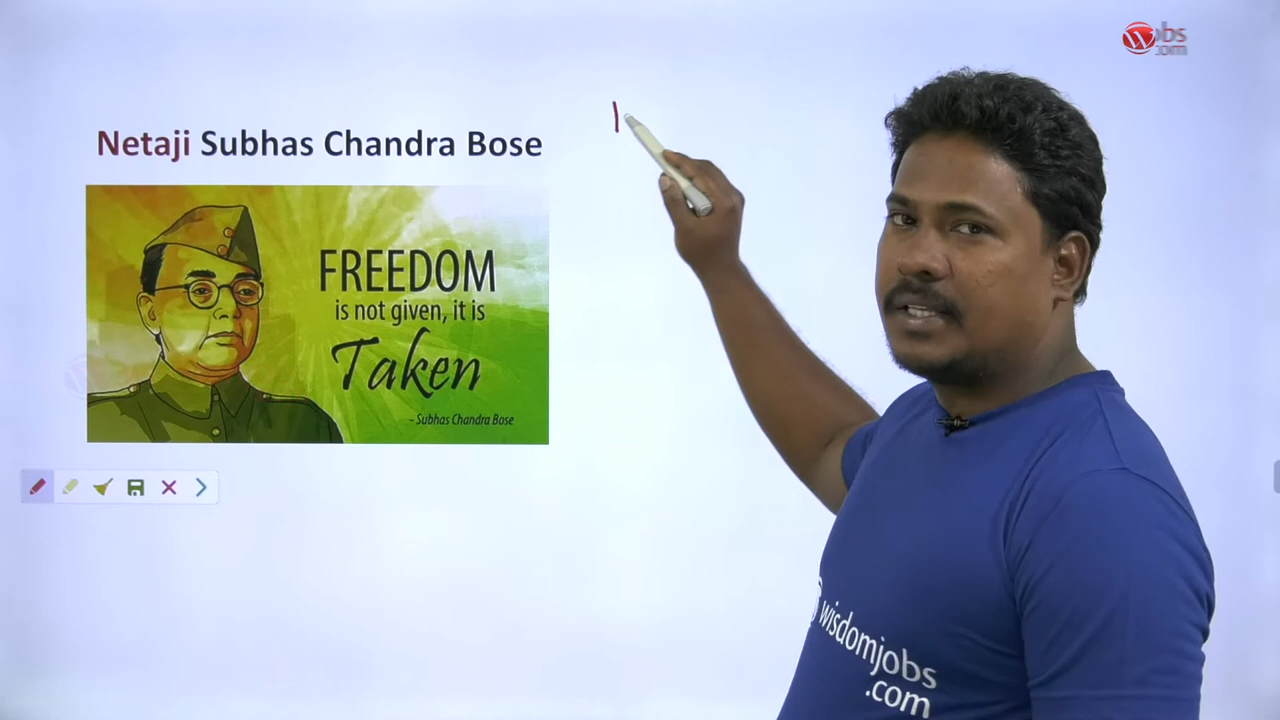 Netaji Subhas Chandra Bose
FREEDOM
is not given, it is
Taken
- Subhas Chandra Bose
wisdomjobs
.com